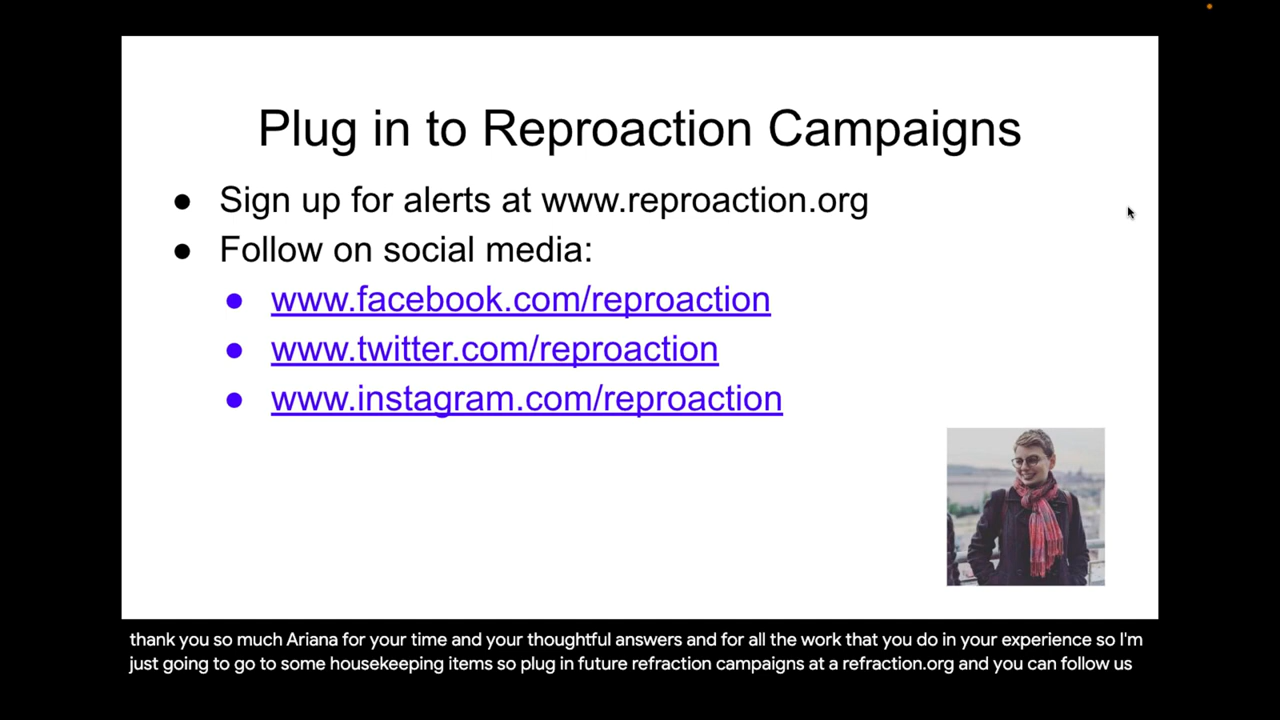 Plug in to Reproaction Campaigns
● Sign up for alerts at www.reproaction.org
● Follow on social media:
● www.facebook.com/reproaction
● www.twitter.com/reproaction
● www.instagram.com/reproaction
thank you so much Ariana for your time and your thoughtful answers and for all the work that you do in your experience so I'm
just going to go to some housekeeping items so plug in future refraction campaigns at a refraction.org and you can follow us